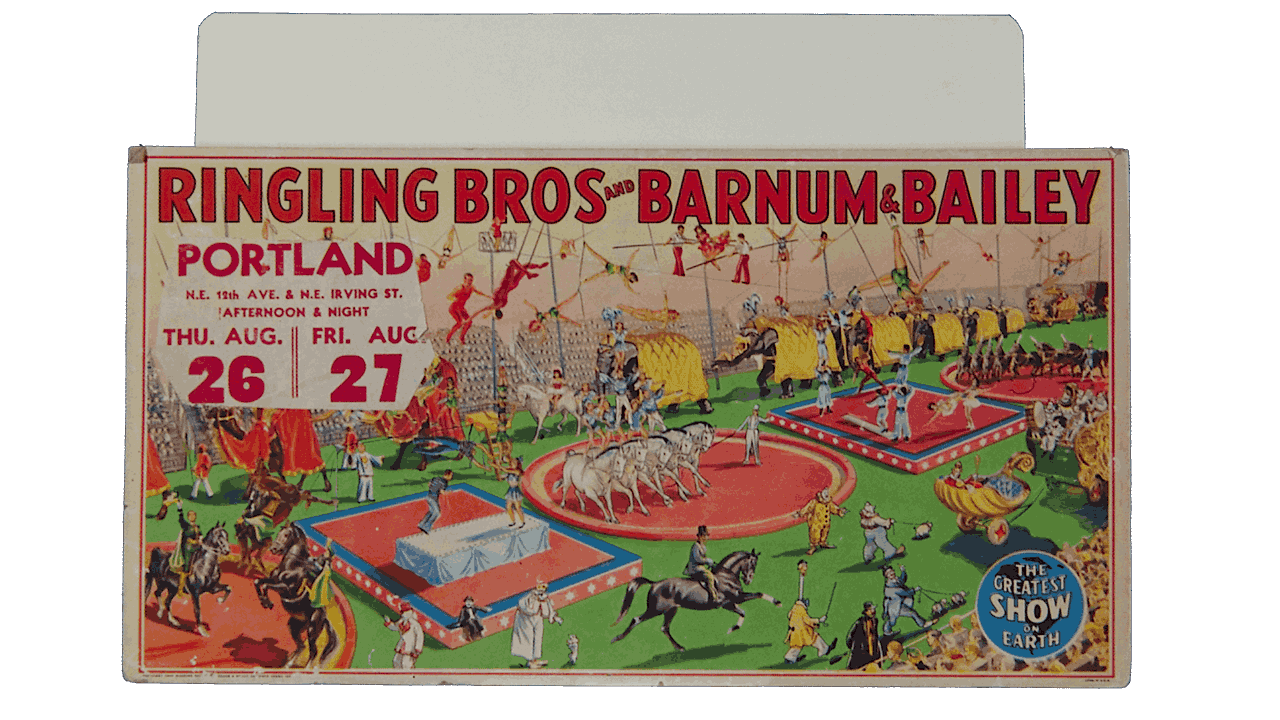 RINGLING BROS AND BARNUM & BAILEY
PORTLAND
N.E. 12th AVE. & N.E. IRVING ST.
AFTERNOON & NIGHT
THU. AUG. FRI. AUG.
26 27
THE
GREATEST
SHOW
ON
EARTH